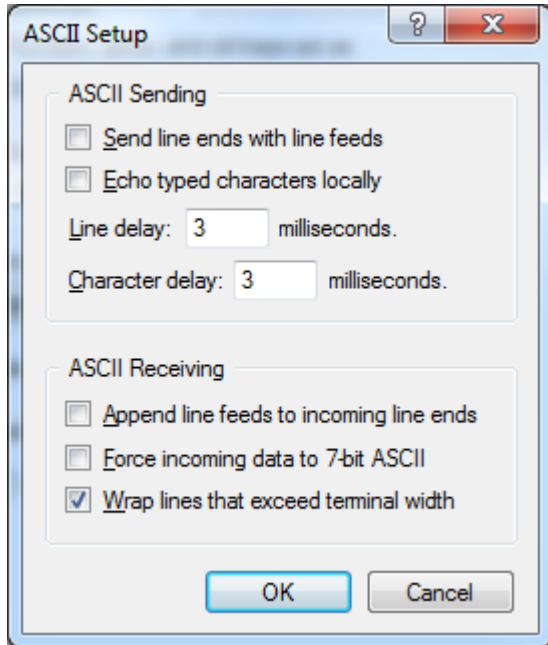 ASCII Setup
ASCII Sending
Send line ends with line feeds
Echo typed characters locally
Line delay: 3 milliseconds.
Character delay: 3 milliseconds.
ASCII Receiving
Append line feeds to incoming line ends
Force incoming data to 7-bit ASCII
Wrap lines that exceed terminal width
OK Cancel